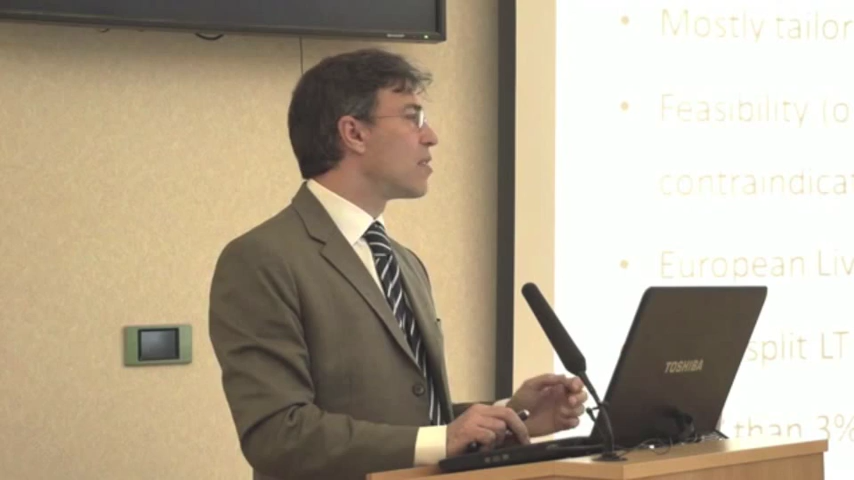 Mostly tailor
Feasibility (o
contraindicat
European Liv
split LT
than 3%
TOSHIBA